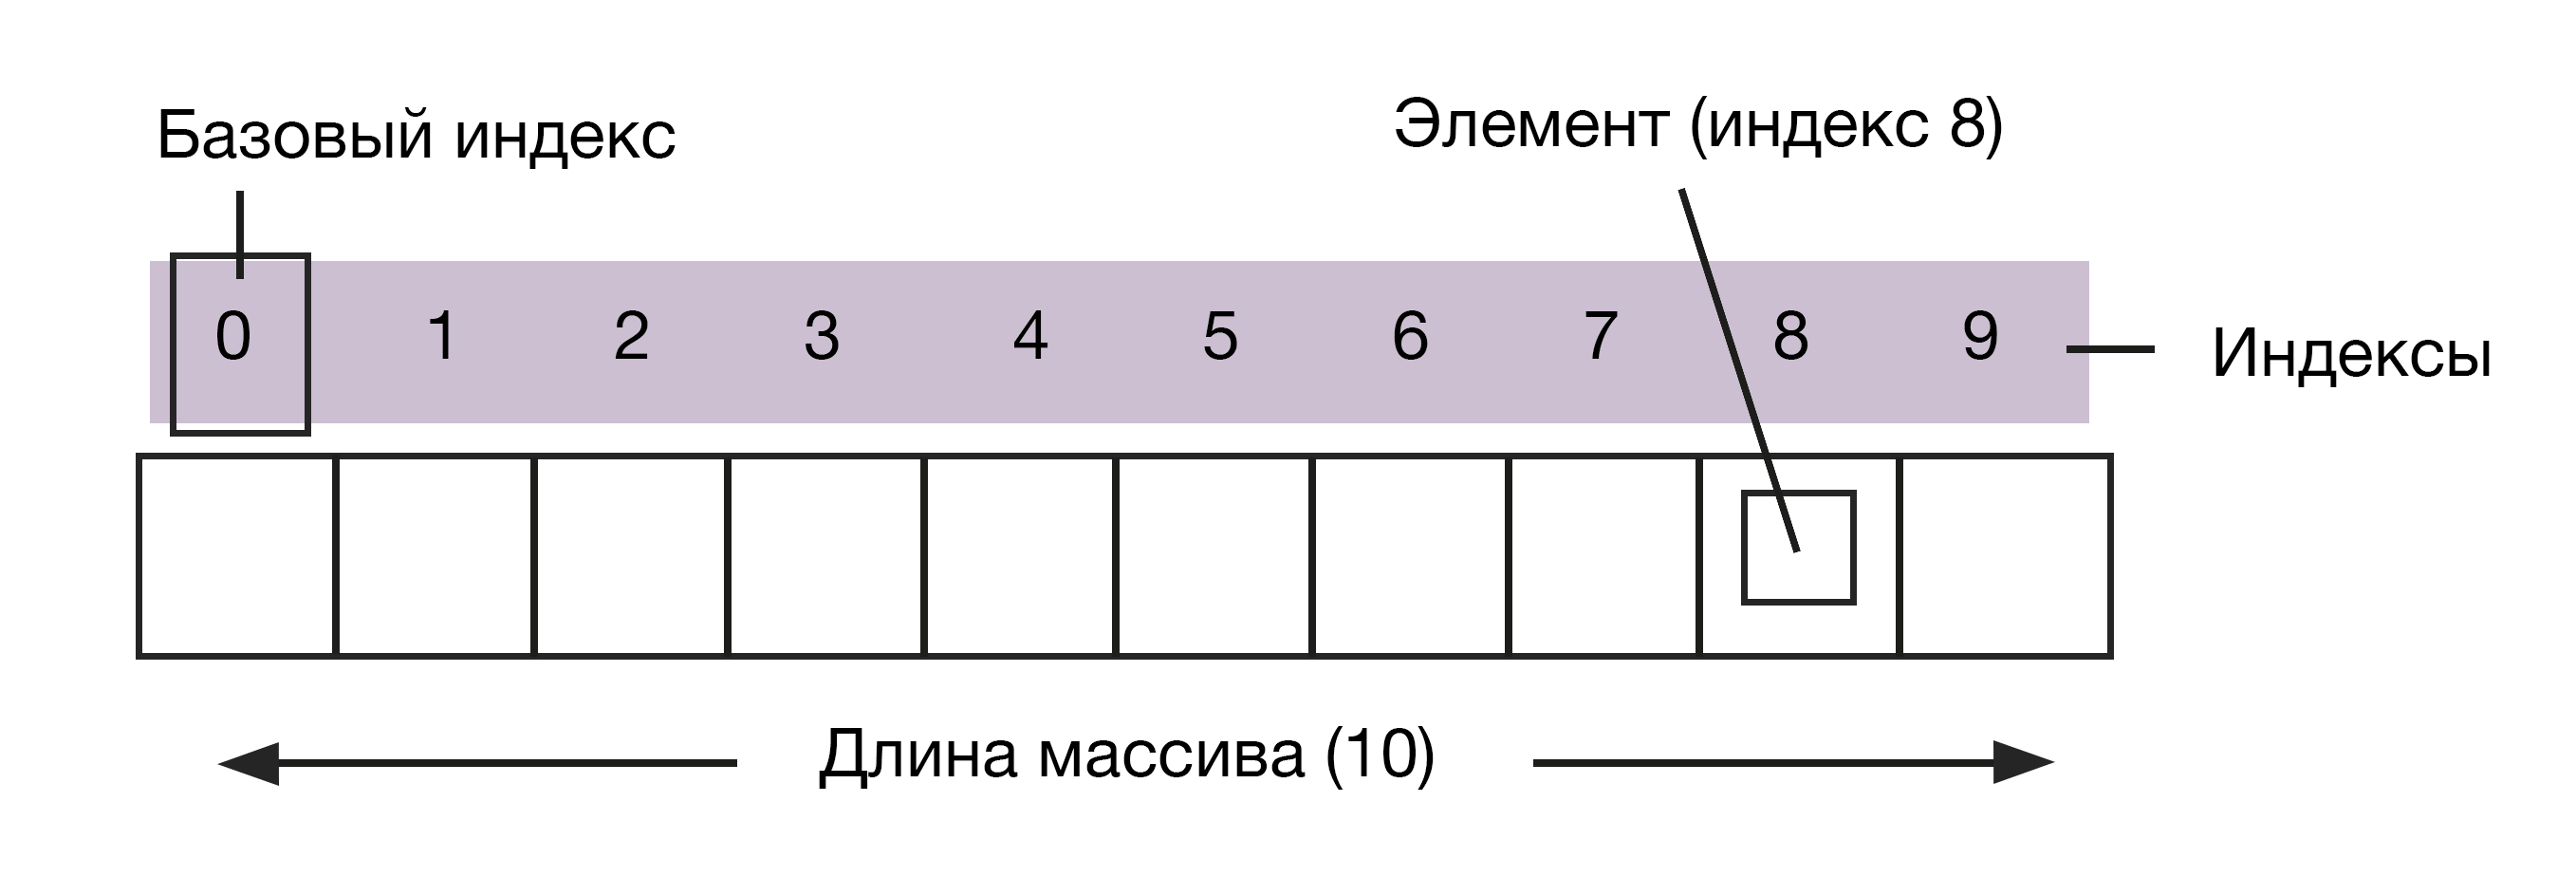 Базовый индекс
Элемент (индекс 8)
0 1 2 3 4 5 6 7 8 9
Индексы
Длина массива (10)